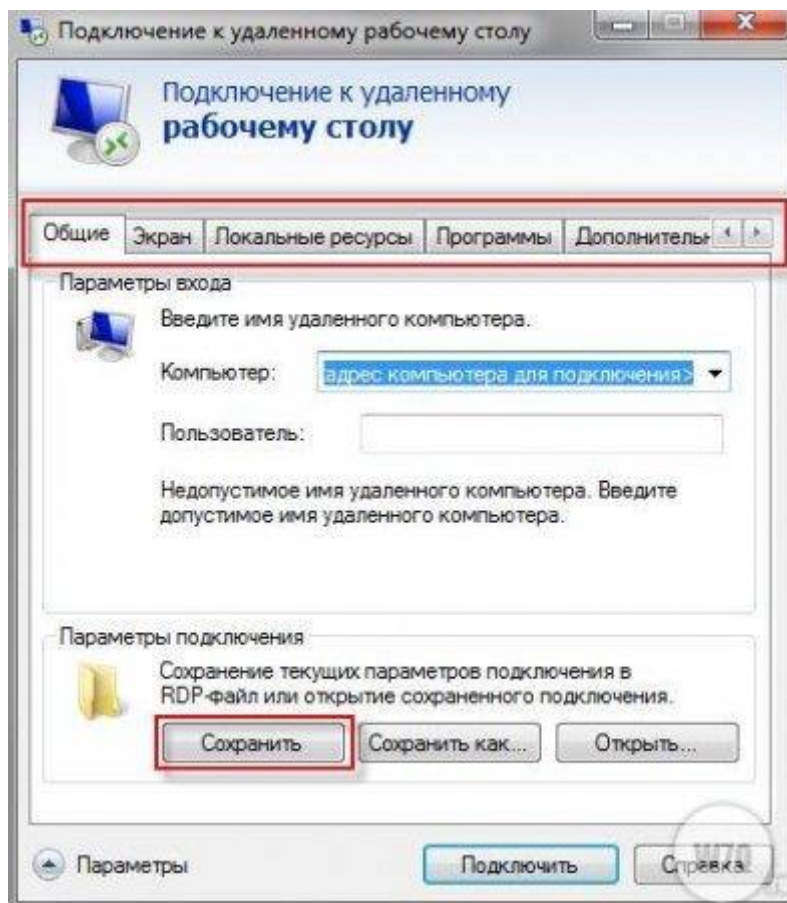 Подключение к удаленному рабочему столу
Подключение к удаленному
рабочему столу
Общие Экран Локальные ресурсы Программы Дополнительн
Параметры входа
Введите имя удаленного компьютера.
Компьютер: адрес компьютера для подключения>
Пользователь:
Недопустимое имя удаленного компьютера. Введите
допустимое имя удаленного компьютера.
Параметры подключения
Сохранение текущих параметров подключения в
RDP-файл или открытие сохраненного подключения.
Сохранить Сохранить как... Открыть...
Параметры Подключить Справка